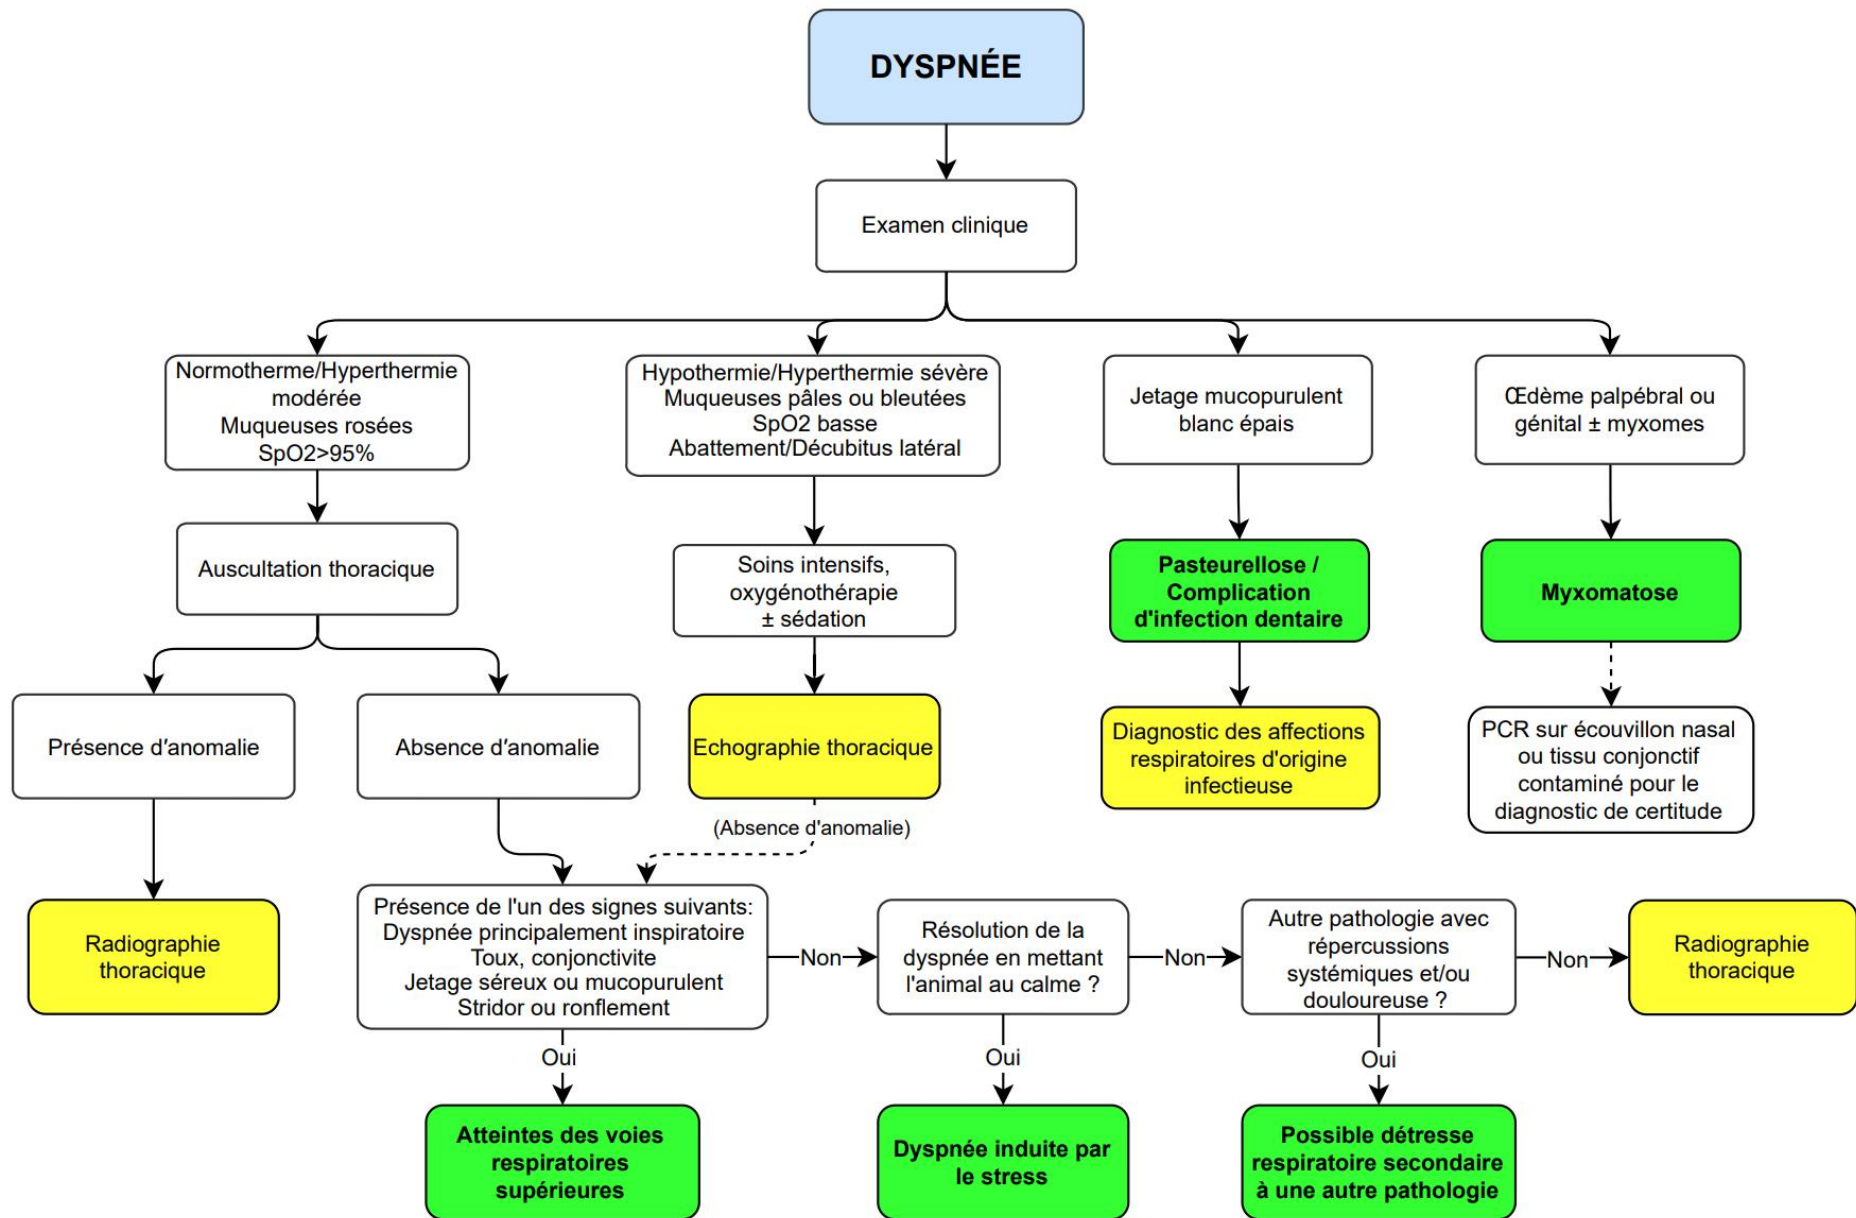 DYSPNÉE
Examen clinique
Normotherme/Hyperthermie
modérée
Muqueuses rosées
SpO2>95%
Hypothermie/Hyperthermie sévère
Muqueuses pâles ou bleutées
SpO2 basse
Abattement/Décubitus latéral
Jetage mucopurulent
blanc épais
Œdème palpébral ou
génital ± myxomes
Auscultation thoracique
Soins intensifs,
oxygénothérapie
± sédation
Pasteurellose /
Complication
d'infection dentaire
Myxomatose
Présence d'anomalie
Absence d'anomalie
Echographie thoracique
Diagnostic des affections
respiratoires d'origine
infectieuse
PCR sur écouvillon nasal
ou tissu conjonctif
contaminé pour le
diagnostic de certitude
(Absence d'anomalie)
Radiographie
thoracique
Présence de l'un des signes suivants:
Dyspnée principalement inspiratoire
Toux, conjonctivite
Jetage séreux ou mucopurulent
Stridor ou ronflement
Non
Résolution de la
dyspnée en mettant
l'animal au calme ?
Non
Autre pathologie avec
répercussions
systémiques et/ou
douloureuse ?
Non
Radiographie
thoracique
Oui
Oui
Oui
Atteintes des voies
respiratoires
supérieures
Dyspnée induite par
le stress
Possible détresse
respiratoire secondaire
à une autre pathologie